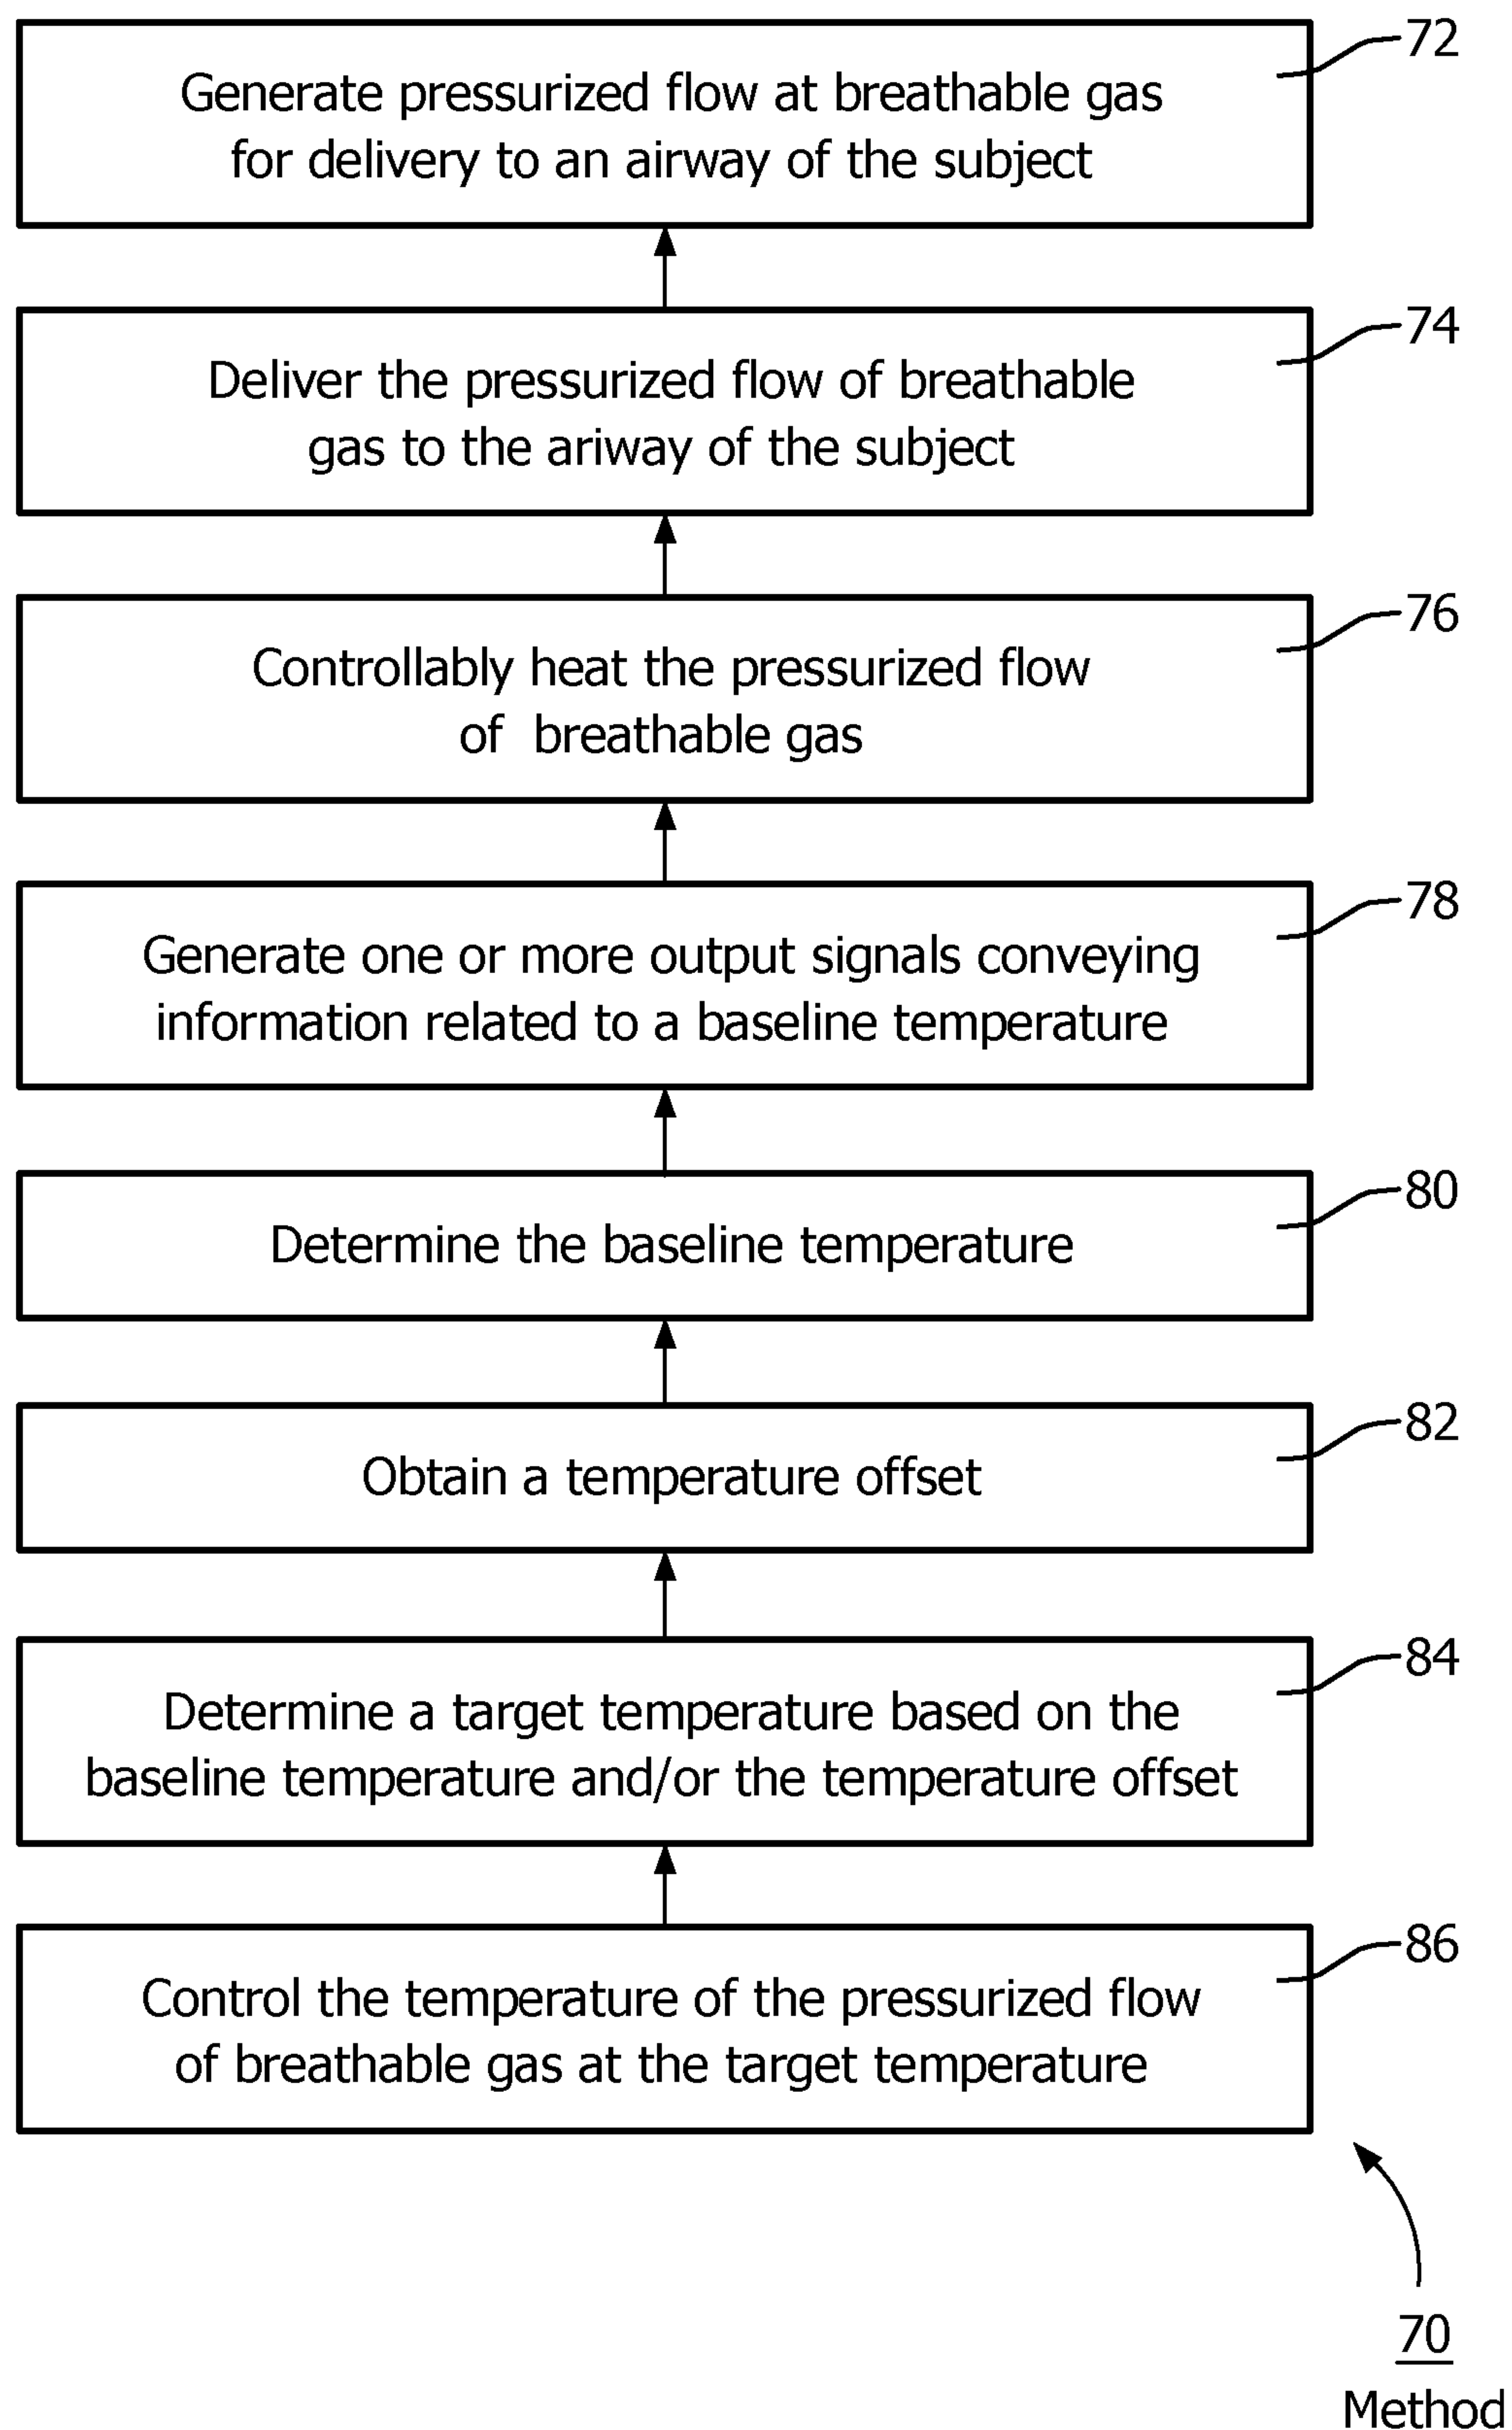 72
Generate pressurized flow at breathable gas
for delivery to an airway of the subject
74
Deliver the pressurized flow of breathable
gas to the ariway of the subject
76
Controllably heat the pressurized flow
of breathable gas
78
Generate one or more output signals conveying
information related to a baseline temperature
80
Determine the baseline temperature
82
Obtain a temperature offset
84
Determine a target temperature based on the
baseline temperature and/or the temperature offset
86
Control the temperature of the pressurized flow
of breathable gas at the target temperature
70
Method